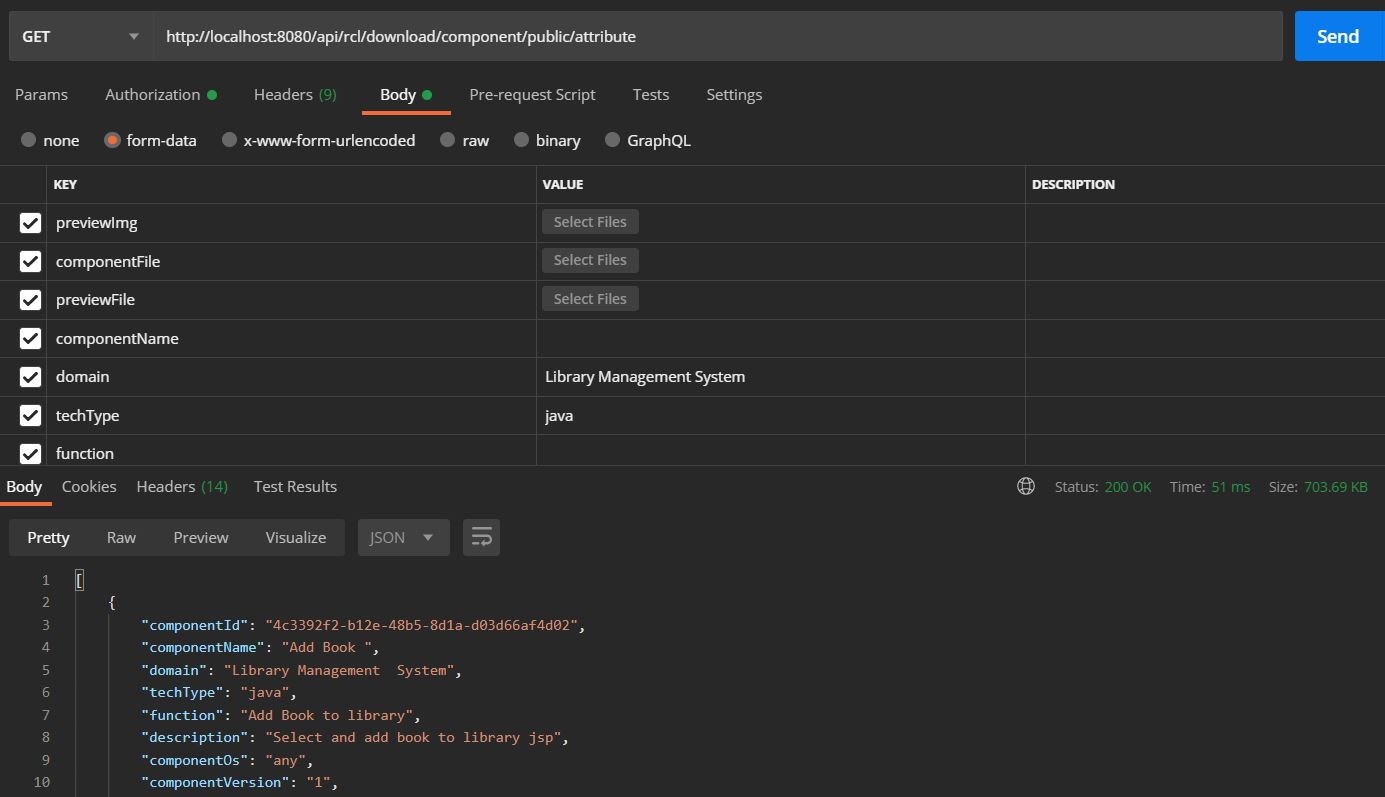 GET http://localhost:8080/api/rcl/download/component/public/attribute Send
Params Authorization Headers (9) Body Pre-request Script Tests Settings
none form-data x-www-form-urlencoded raw binary GraphQL
KEY VALUE DESCRIPTION
previewImg Select Files
componentFile Select Files
previewFile Select Files
componentName
domain Library Management System
techType java
function
Body Cookies Headers (14) Test Results Status: 200 OK Time: 51 ms Size: 703.69 KB
Pretty Raw Preview Visualize JSON
1 [
2 {
3 "componentId": "4c3392f2-b12e-48b5-8d1a-d03d66af4d02",
4 "componentName": "Add Book ",
5 "domain": "Library Management  System",
6 "techType": "java",
7 "function": "Add Book to library",
8 "description": "Select and add book to library jsp",
9 "componentOs": "any",
10 "componentVersion": "1",